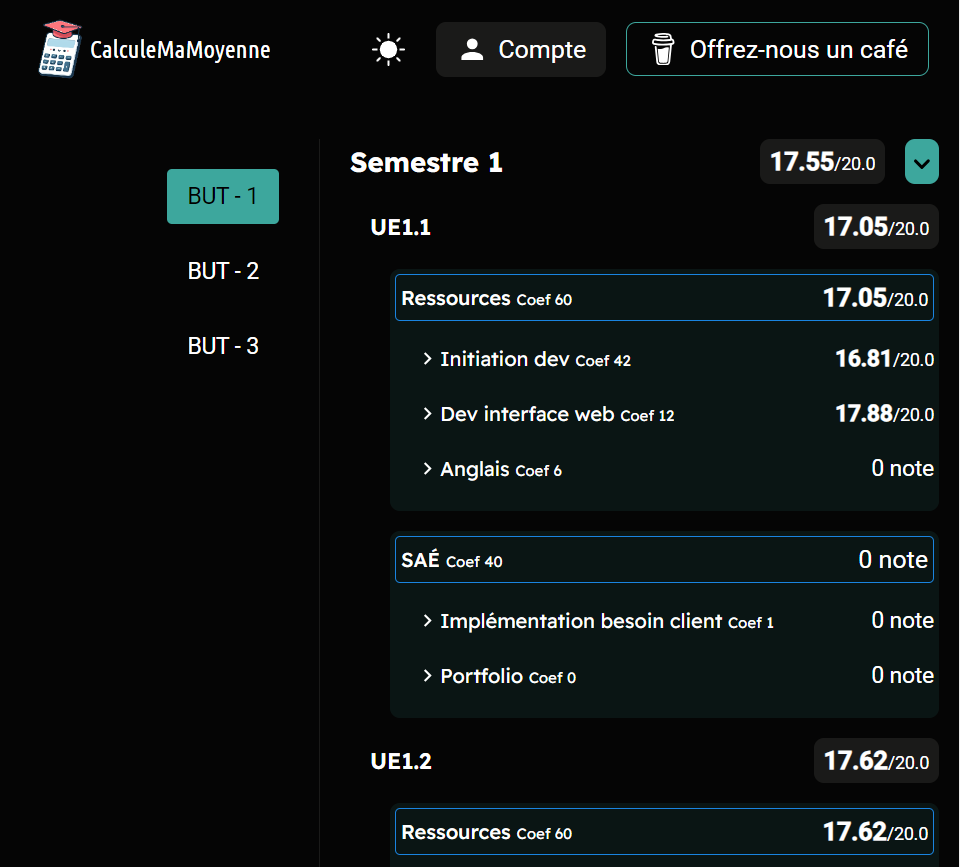 CalculeMaMoyenne
Compte
Offrez-nous un café
BUT - 1
BUT - 2
BUT - 3
Semestre 1 17.55/20.0
UE1.1 17.05/20.0
Ressources Coef 60 17.05/20.0
Initiation dev Coef 42 16.81/20.0
Dev interface web Coef 12 17.88/20.0
Anglais Coef 6 0 note
SAÉ Coef 40 0 note
Implémentation besoin client Coef 1 0 note
Portfolio Coef 0 0 note
UE1.2 17.62/20.0
Ressources Coef 60 17.62/20.0